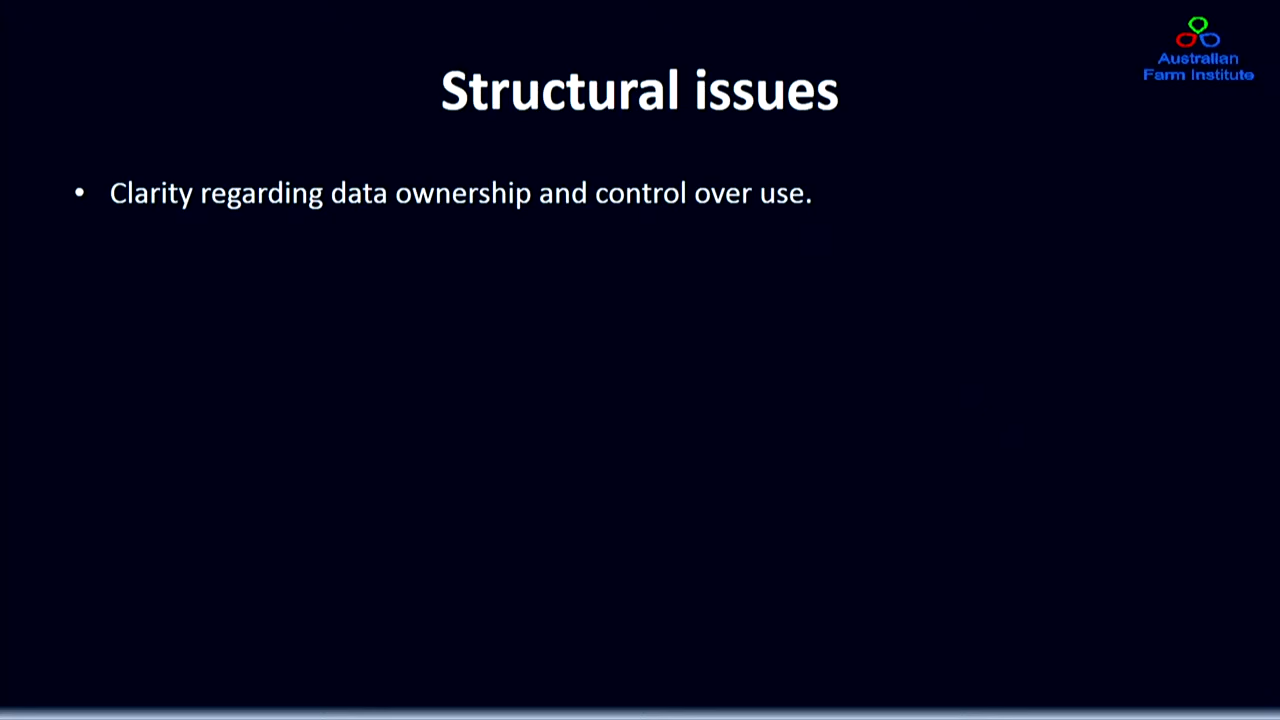 Australian
Farm Institute
Structural issues
• Clarity regarding data ownership and control over use.